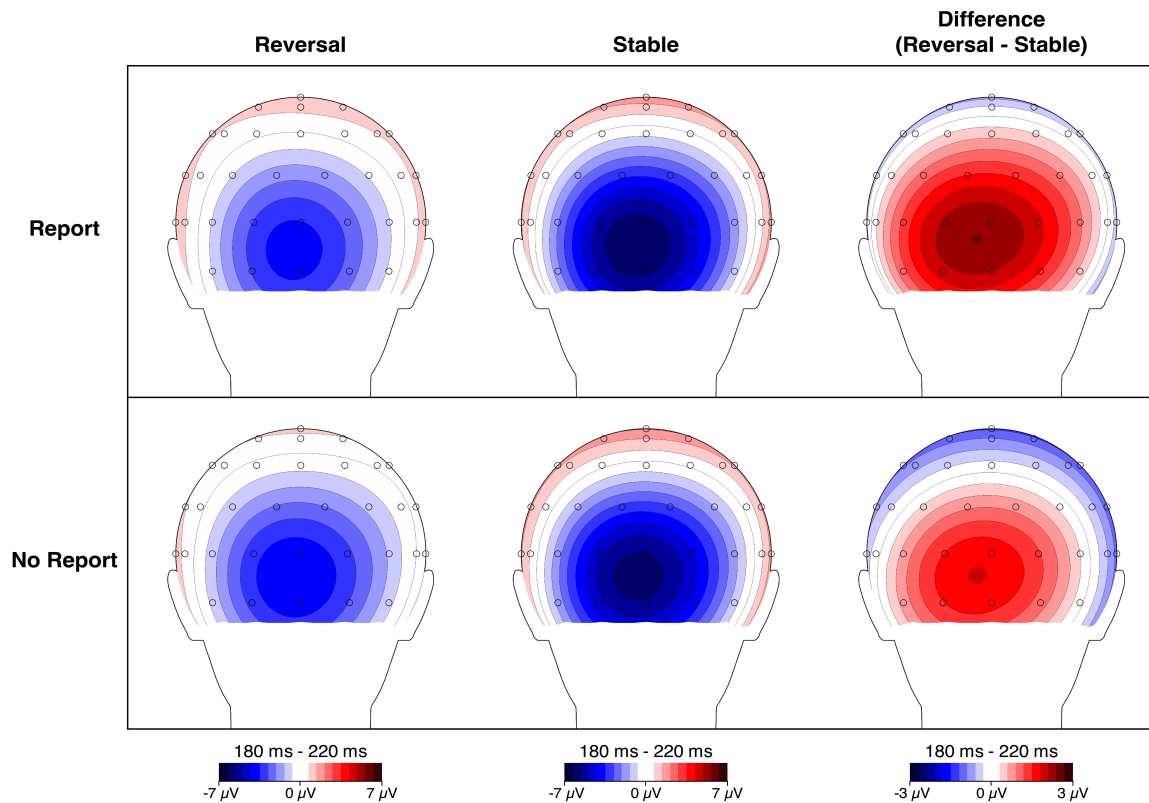 Difference
Reversal
Stable
(Reversal - Stable)
Report
No Report
180 ms - 220 ms
180 ms - 220 ms
180 ms - 220 ms
-7 µV
0 µV
7 µV
-7 µV
0 µV
7 µV
-3 µV
0 µV
3 µV